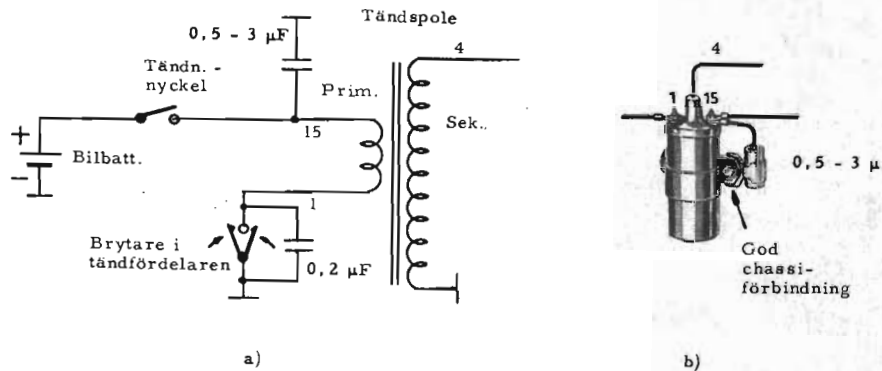 Tändspole
0,5 - 3 µF
4
Tändn. -
nyckel
Prim.
15
Sek..
+
-
Bilbatt.
1
Brytare i
tändfördelaren
0,2 µF
a)
4
1
15
0,5 - 3 µ
God
chassi-
förbindning
b)